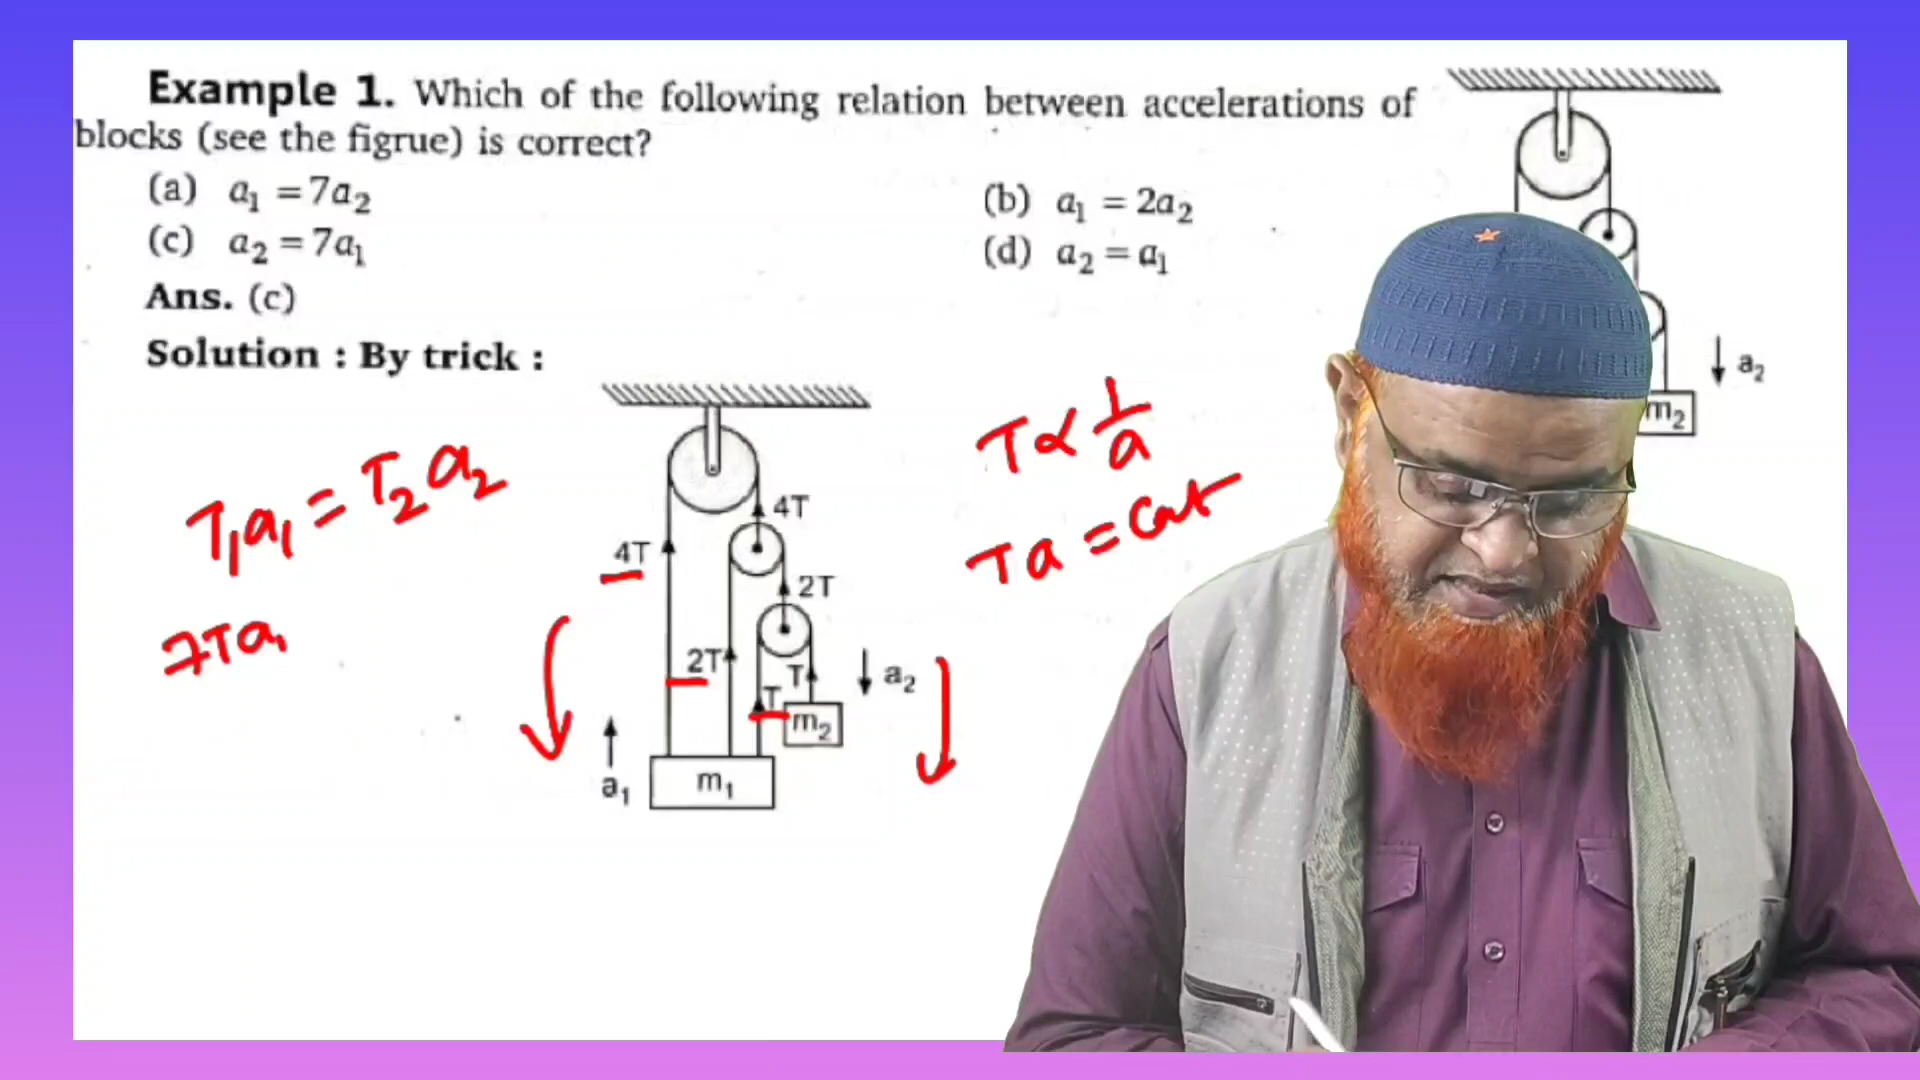 Example 1. Which of the following relation between accelerations of
blocks (see the figrue) is correct?
(a) a₁ = 7a₂
(b) a₁ = 2a₂
(c) a₂ = 7a₁
(d) a₂ = a₁
Ans. (c)
Solution : By trick :
a₂
m₂
T₁a₁ = T₂a₂
7Ta₁
T ∝ 1/a
Ta = Cost
4T
4T
2T
2T
T
T
a₂
m₂
a₁
m₁